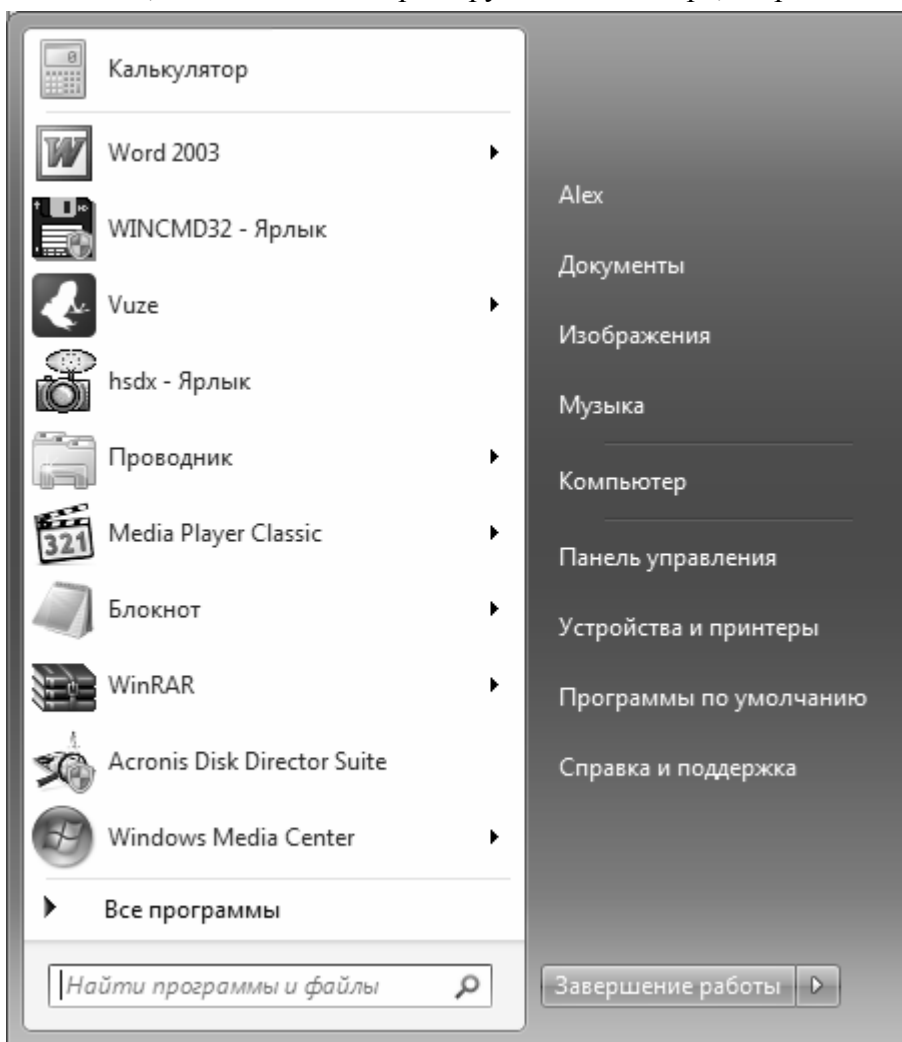 Калькулятор
Word 2003
WINCMD32 - Ярлык
Vuze
hsdx - Ярлык
Проводник
Media Player Classic
321
Блокнот
WinRAR
Acronis Disk Director Suite
Windows Media Center
Все программы
Найти программы и файлы
Alex
Документы
Изображения
Музыка
Компьютер
Панель управления
Устройства и принтеры
Программы по умолчанию
Справка и поддержка
Завершение работы